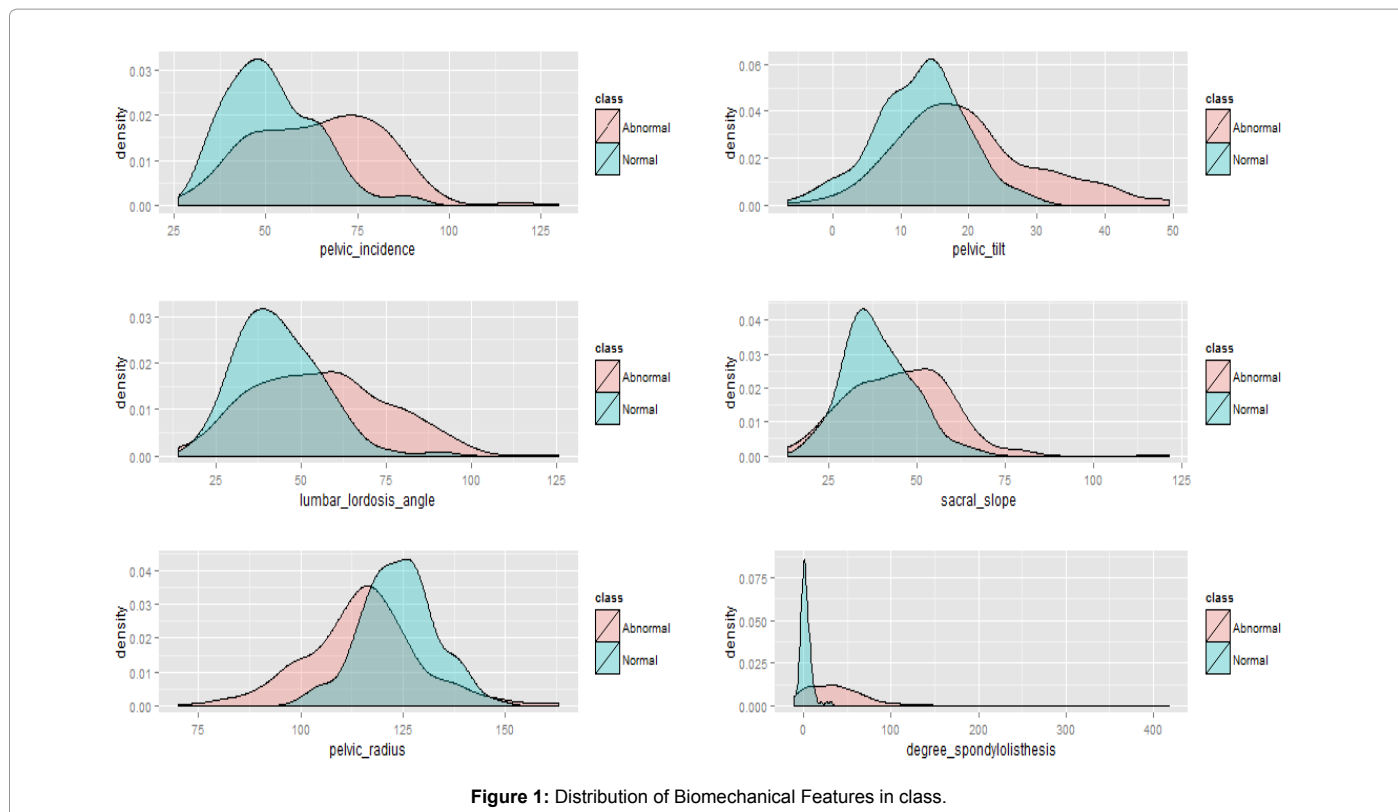 density
0.03
0.02
0.01
0.00
25 50 75 100 125
pelvic_incidence
class
Abnormal
Normal
density
0.06
0.04
0.02
0.00
0 10 20 30 40 50
pelvic_tilt
class
Abnormal
Normal
density
0.03
0.02
0.01
0.00
25 50 75 100 125
lumbar_lordosis_angle
class
Abnormal
Normal
density
0.04
0.03
0.02
0.01
0.00
25 50 75 100 125
sacral_slope
class
Abnormal
Normal
density
0.04
0.03
0.02
0.01
0.00
75 100 125 150
pelvic_radius
class
Abnormal
Normal
density
0.075
0.050
0.025
0.000
0 100 200 300 400
degree_spondylolisthesis
class
Abnormal
Normal
Figure 1: Distribution of Biomechanical Features in class.